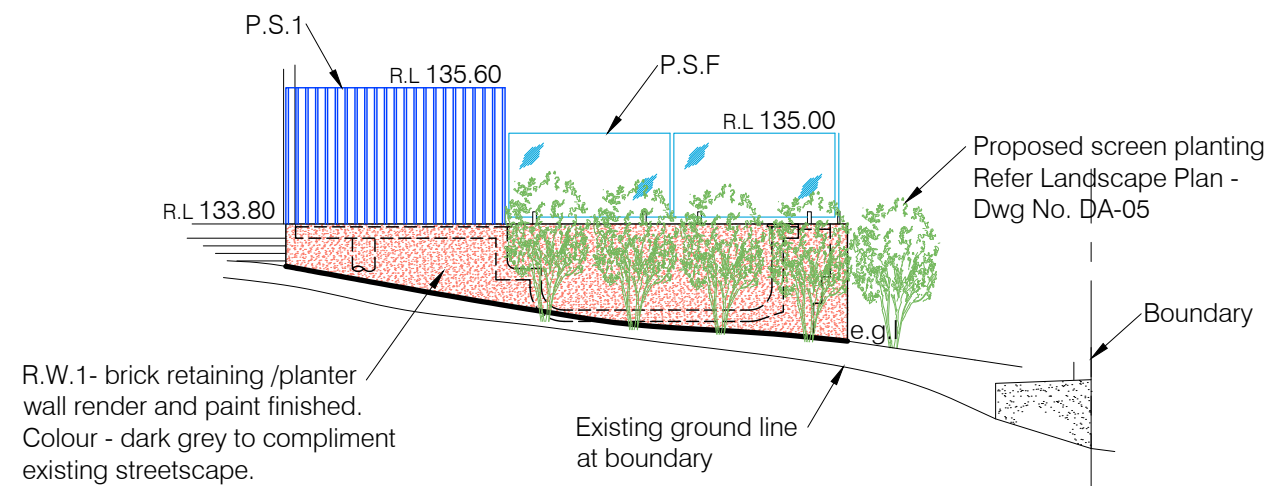 P.S.1
P.S.F
R.L 135.60
R.L 135.00
Proposed screen planting
Refer Landscape Plan -
Dwg No. DA-05
R.L 133.80
Boundary
e.g.l
R.W.1- brick retaining /planter
wall render and paint finished.
Colour - dark grey to compliment
existing streetscape.
Existing ground line
at boundary